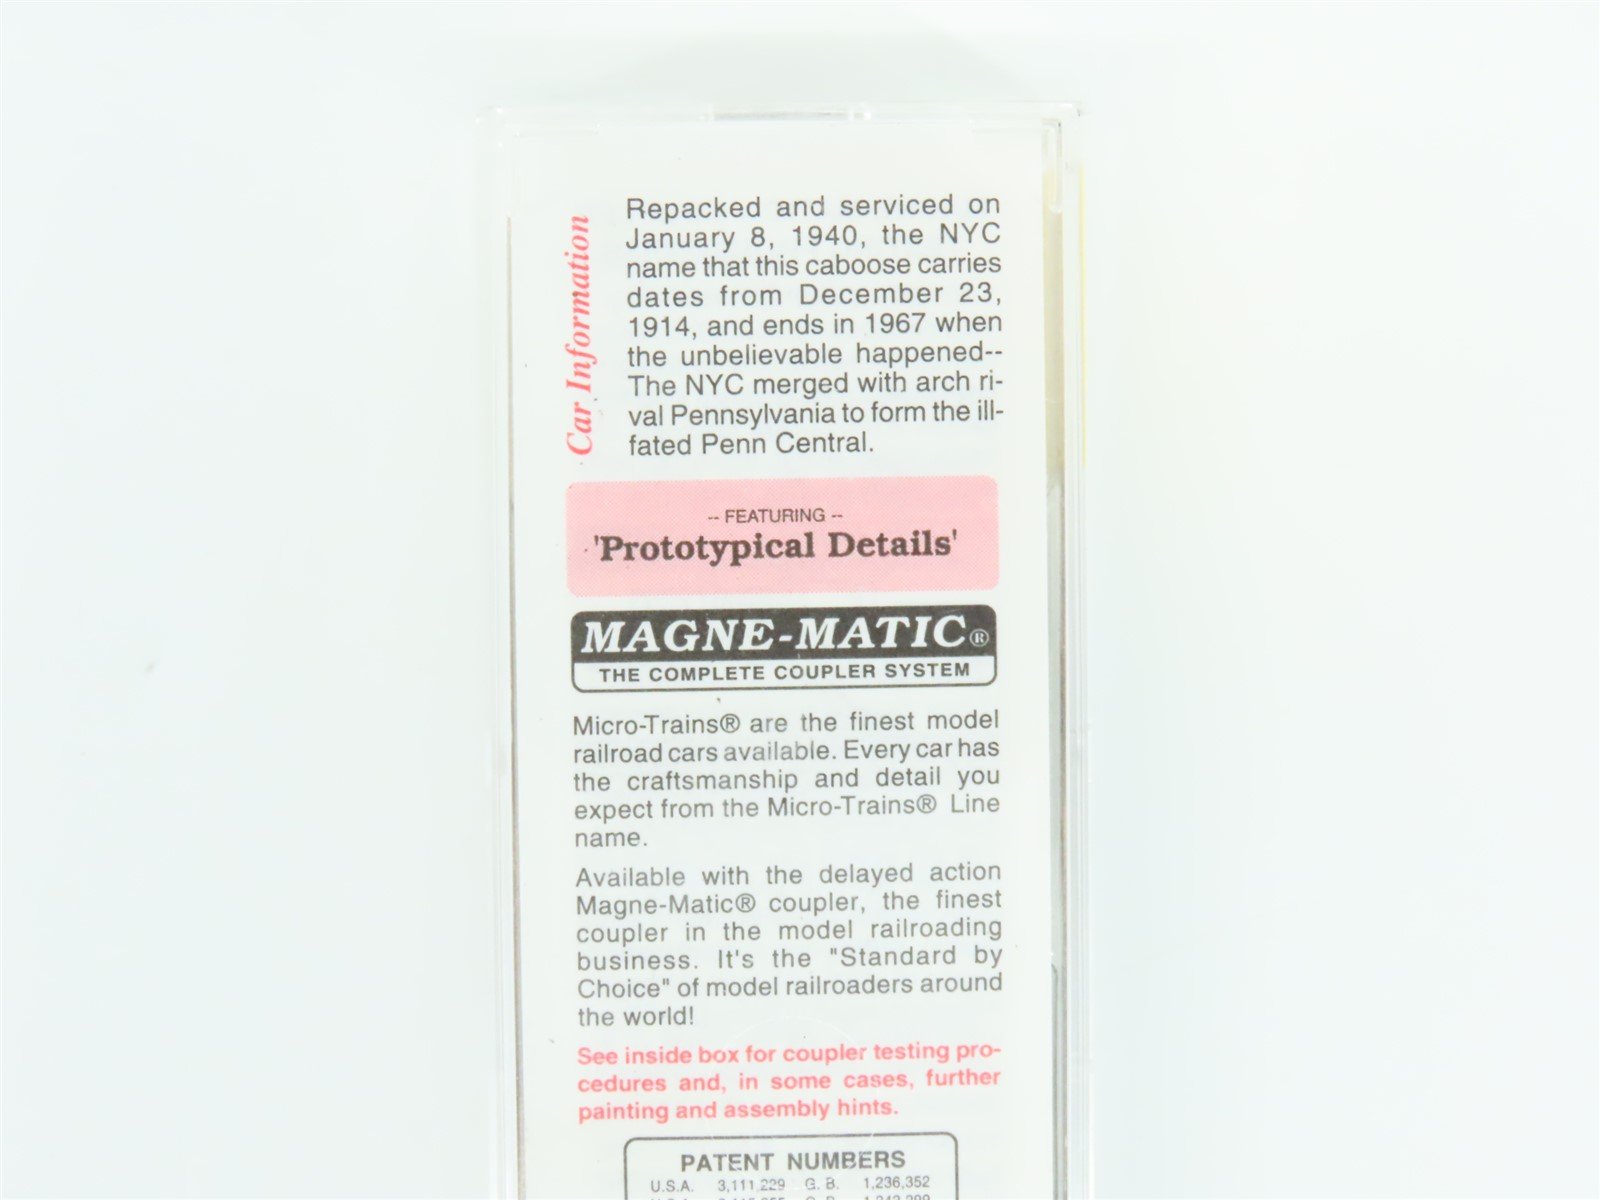 Car Information
Repacked and serviced on
January 8, 1940, the NYC
name that this caboose carries
dates from December 23,
1914, and ends in 1967 when
the unbelievable happened--
The NYC merged with arch ri-
val Pennsylvania to form the ill-
fated Penn Central.
-- FEATURING --
'Prototypical Details'
MAGNE-MATIC®
THE COMPLETE COUPLER SYSTEM
Micro-Trains® are the finest model
railroad cars available. Every car has
the craftsmanship and detail you
expect from the Micro-Trains® Line
name.
Available with the delayed action
Magne-Matic® coupler, the finest
coupler in the model railroading
business. It's the "Standard by
Choice" of model railroaders around
the world!
See inside box for coupler testing pro-
cedures and, in some cases, further
painting and assembly hints.
PATENT NUMBERS
U.S.A. 3,111,229 G. B. 1,236,352